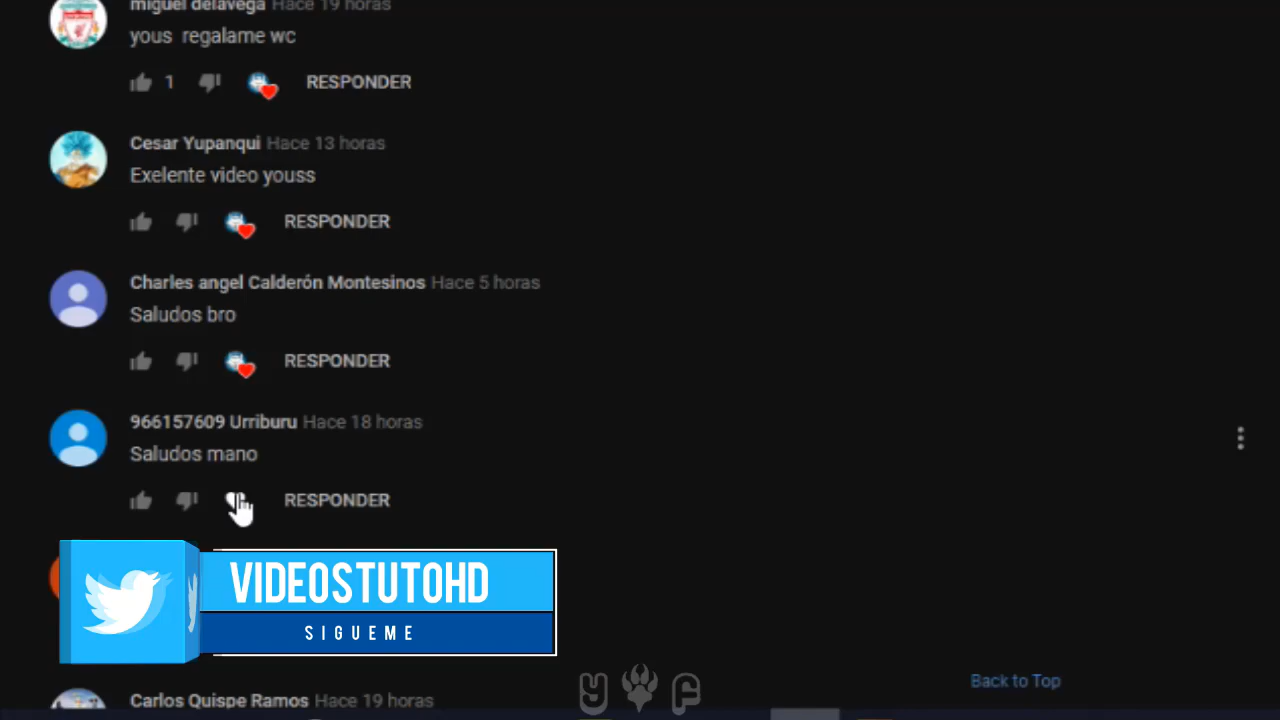 miguel delavega Hace 19 horas
yous regalame wc
1 RESPONDER
Cesar Yupanqui Hace 13 horas
Exelente video youss
RESPONDER
Charles angel Calderón Montesinos Hace 5 horas
Saludos bro
RESPONDER
966157609 Urriburu Hace 18 horas
Saludos mano
RESPONDER
VIDEOSTUTOHD
SIGUEME
Back to Top
Carlos Quispe Ramos Hace 19 horas